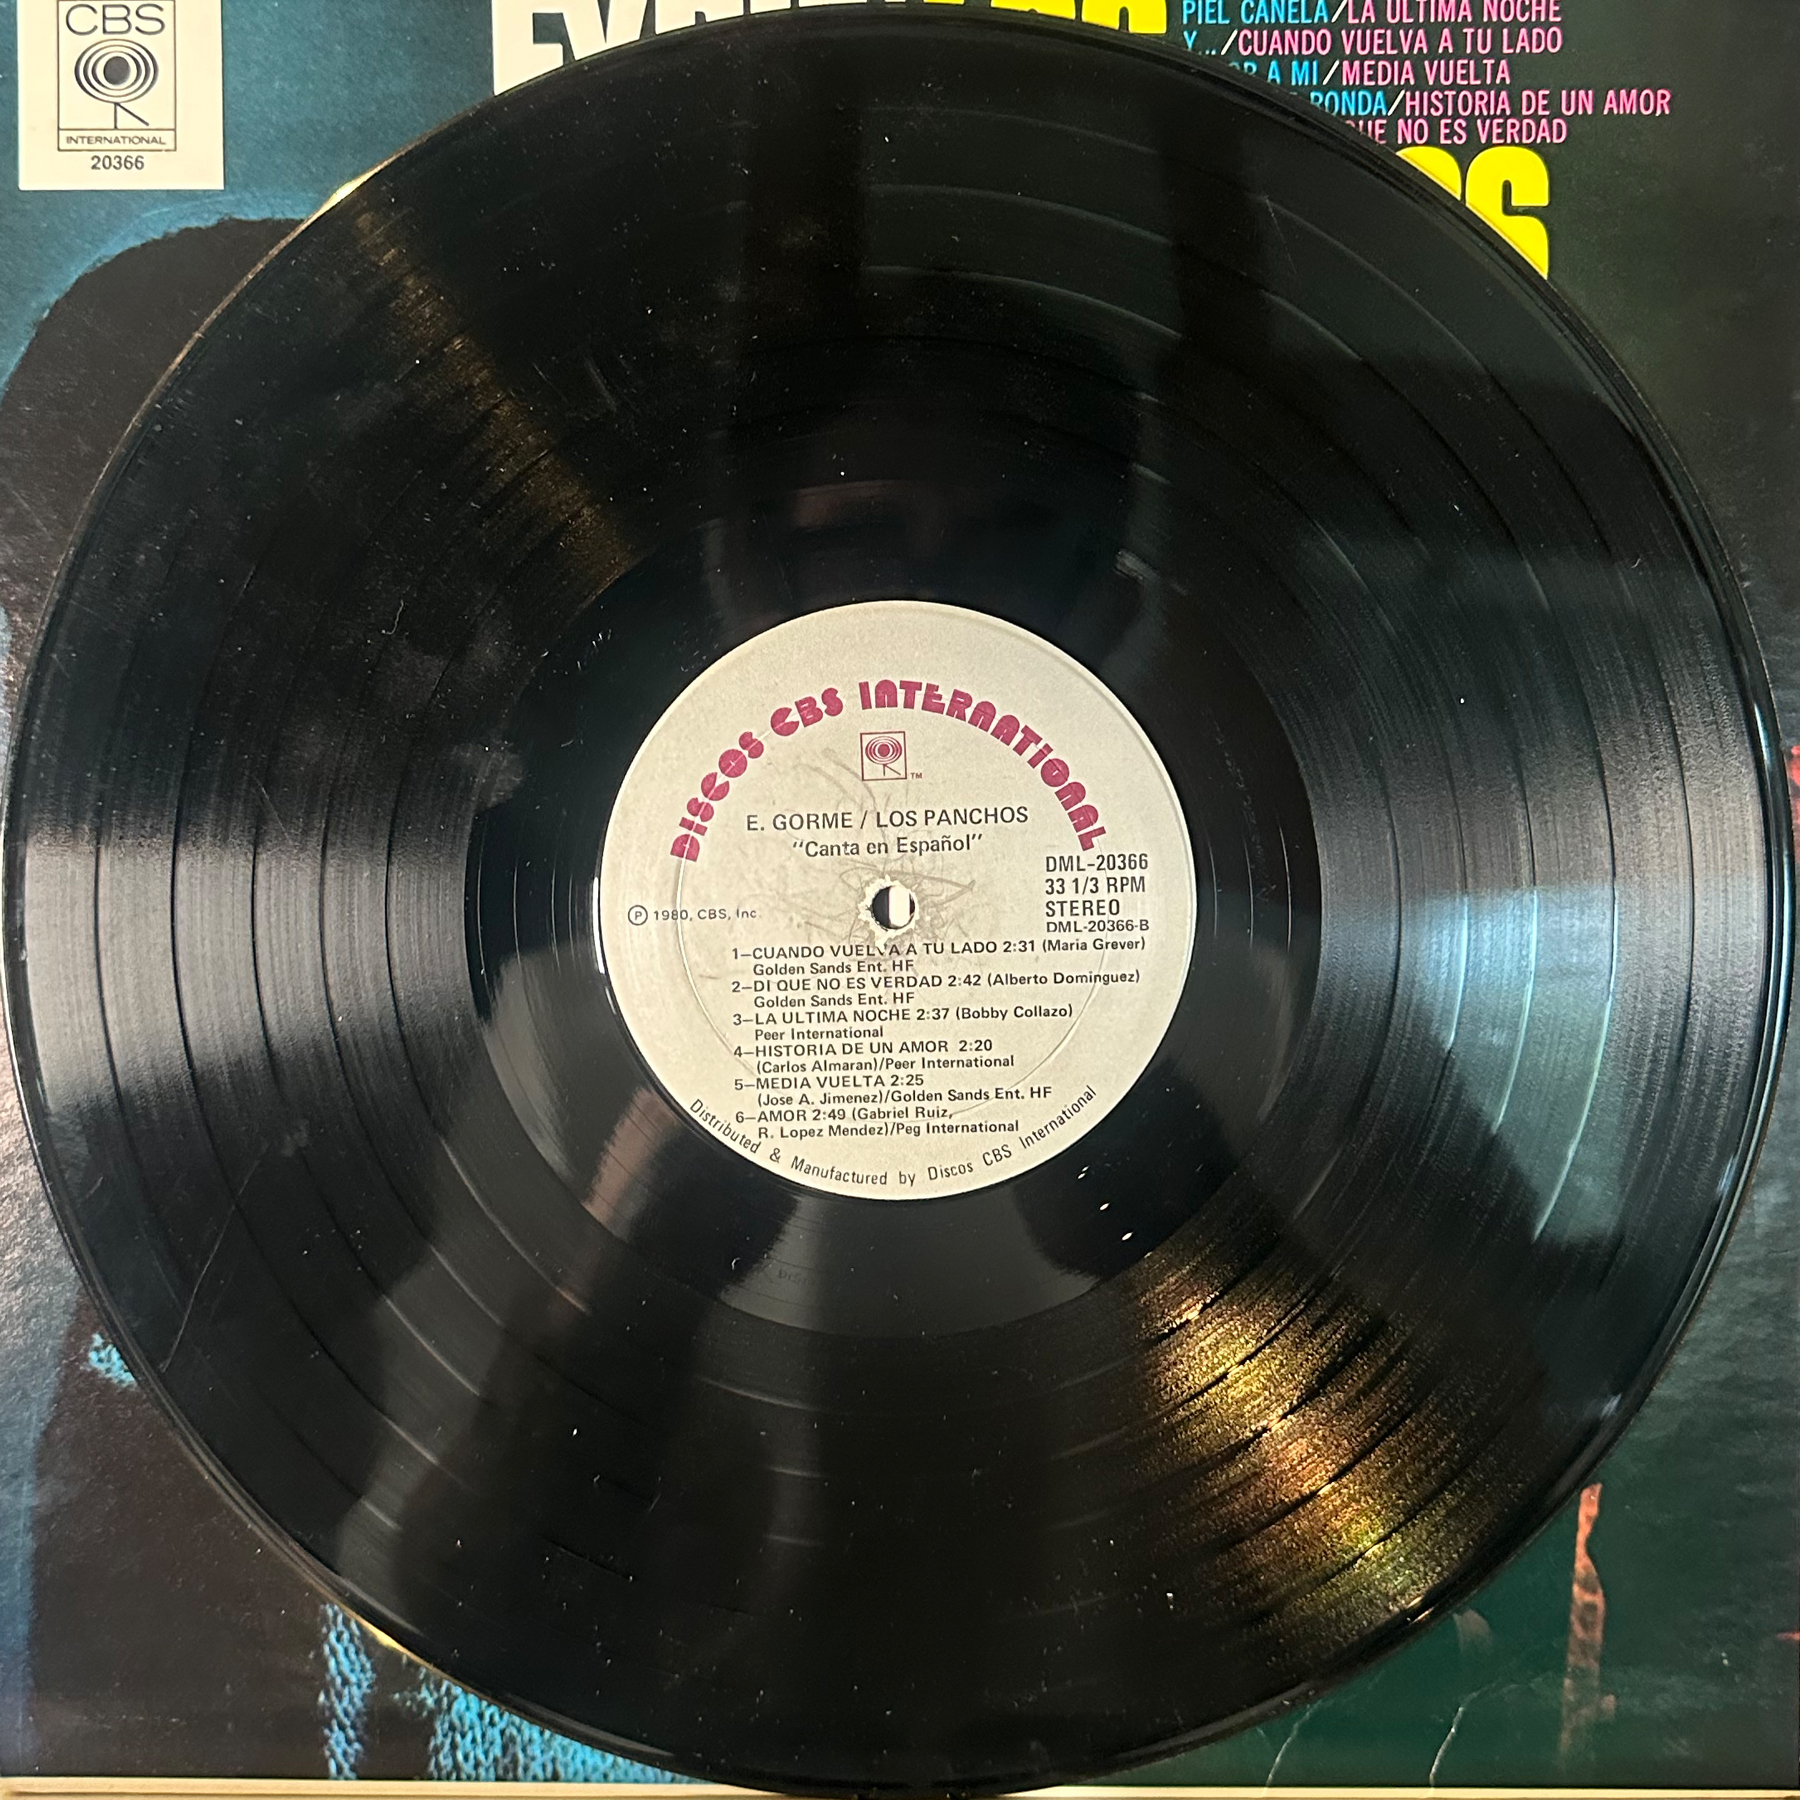 CBS
INTERNATIONAL
20366
PIEL CANELA/LA ULTIMA NOCHE
Y.../CUANDO VUELVA A TU LADO
A MI/MEDIA VUELTA
RONDA/HISTORIA DE UN AMOR
QUE NO ES VERDAD
DISCOS CBS INTERNATIONAL
TM
E. GORME / LOS PANCHOS
"Canta en Español"
DML-20366
33 1/3 RPM
STEREO
DML-20366-B
Ⓟ 1980, CBS, Inc.
1—CUANDO VUELVA A TU LADO 2:31 (Maria Grever)
Golden Sands Ent. HF
2—DI QUE NO ES VERDAD 2:42 (Alberto Dominguez)
Golden Sands Ent. HF
3—LA ULTIMA NOCHE 2:37 (Bobby Collazo)
Peer International
4—HISTORIA DE UN AMOR 2:20
(Carlos Almaran)/Peer International
5—MEDIA VUELTA 2:25
(Jose A. Jimenez)/Golden Sands Ent. HF
6—AMOR 2:49 (Gabriel Ruiz,
R. Lopez Mendez)/Peg International
Distributed & Manufactured by Discos CBS International